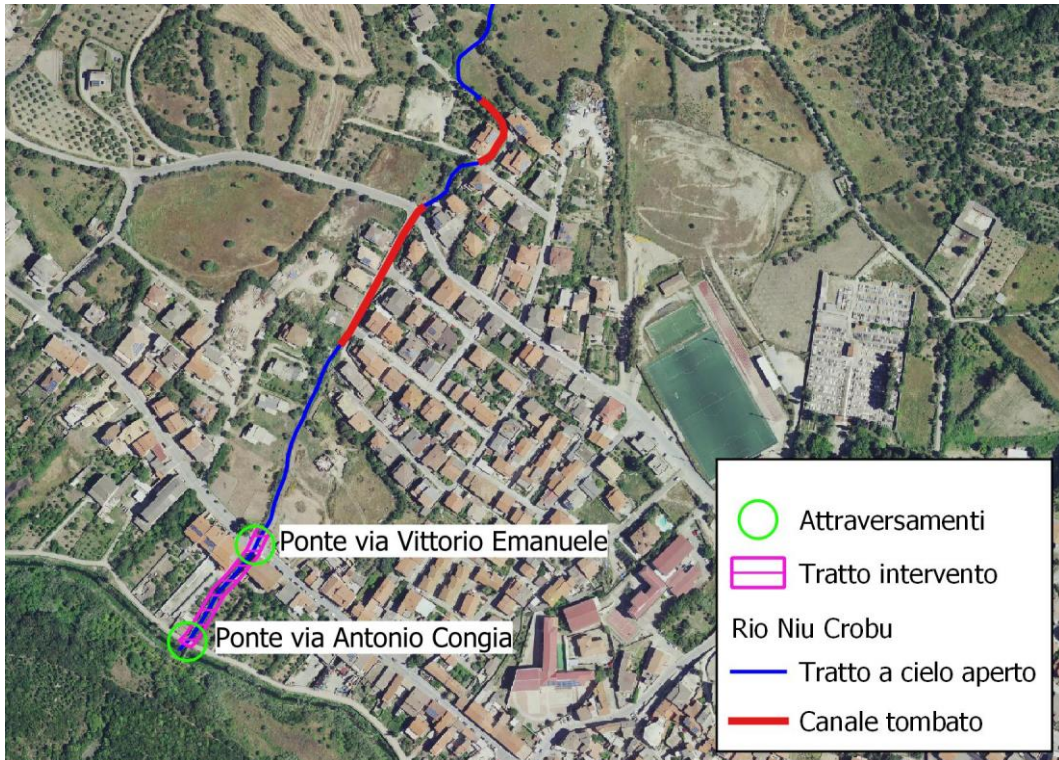 Ponte via Vittorio Emanuele
Ponte via Antonio Congia
Attraversamenti
Tratto intervento
Rio Niu Crobu
Tratto a cielo aperto
Canale tombato